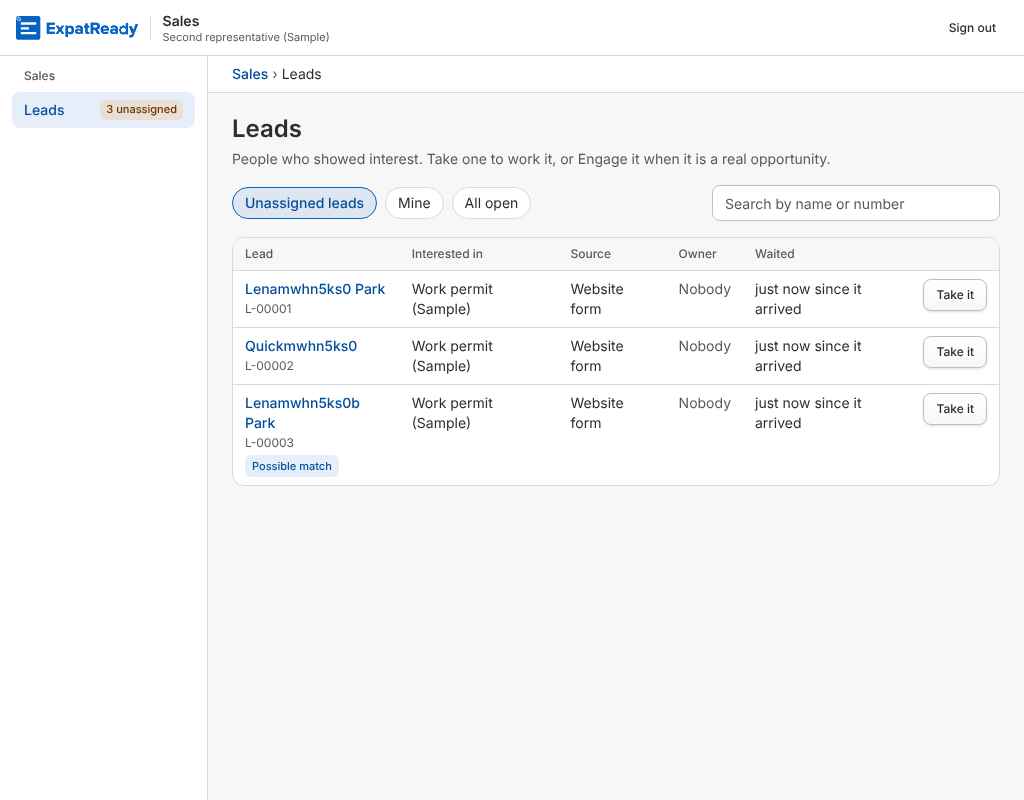 ExpatReady
Sales
Second representative (Sample)
Sign out
Sales
Leads
3 unassigned
Sales › Leads
Leads
People who showed interest. Take one to work it, or Engage it when it is a real opportunity.
Unassigned leads
Mine
All open
Search by name or number
Lead Interested in Source Owner Waited
Lenamwhn5ks0 Park
L-00001
Work permit
(Sample)
Website
form
Nobody
just now since it
arrived
Take it
Quickmwhn5ks0
L-00002
Work permit
(Sample)
Website
form
Nobody
just now since it
arrived
Take it
Lenamwhn5ks0b
Park
L-00003
Possible match
Work permit
(Sample)
Website
form
Nobody
just now since it
arrived
Take it